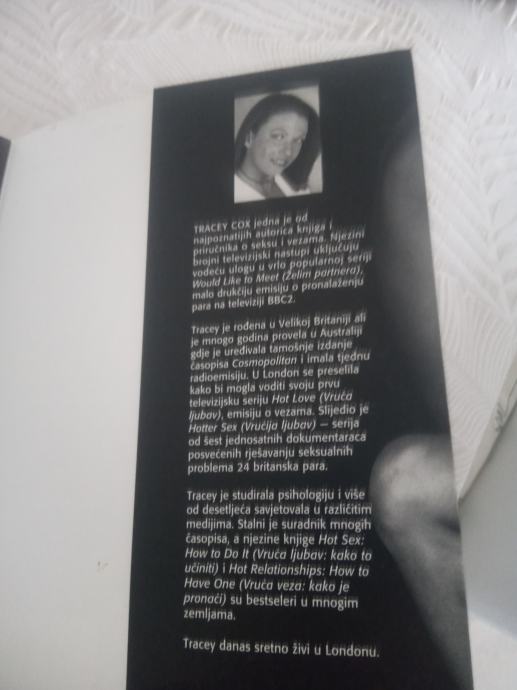 TRACEY COX jedna je od
najpoznatijih autorica knjiga i
priručnika o seksu i vezama. Njezini
brojni televizijski nastupi uključuju
vodeću ulogu u vrlo popularnoj seriji
Would Like to Meet (Želim partnera),
malo drukčiju emisiju o pronalaženju
para na televiziji BBC2.
Tracey je rođena u Velikoj Britaniji ali
je mnogo godina provela u Australiji
gdje je uređivala tamošnje izdanje
časopisa Cosmopolitan i imala tjednu
radioemisiju. U London se preselila
kako bi mogla voditi svoju prvu
televizijsku seriju Hot Love (Vruća
ljubav), emisiju o vezama. Slijedio je
Hotter Sex (Vrućija ljubav) — serija
od šest jednosatnih dokumentaraca
posvećenih rješavanju seksualnih
problema 24 britanska para.
Tracey je studirala psihologiju i više
od desetljeća savjetovala u različitim
medijima. Stalni je suradnik mnogih
časopisa, a njezine knjige Hot Sex:
How to Do It (Vruća ljubav: kako to
učiniti) i Hot Relationships: How to
Have One (Vruća veza: kako je
pronaći) su bestseleri u mnogim
zemljama.
Tracey danas sretno živi u Londonu.